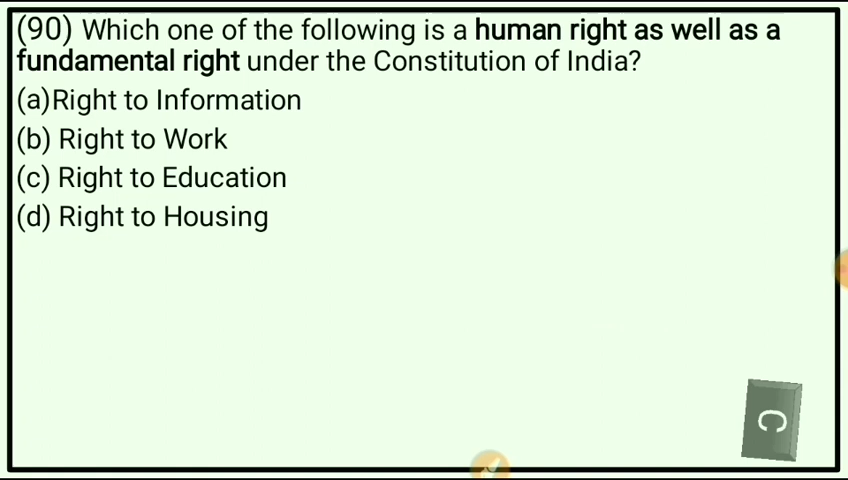 (90) Which one of the following is a human right as well as a
fundamental right under the Constitution of India?
(a)Right to Information
(b) Right to Work
(c) Right to Education
(d) Right to Housing
C